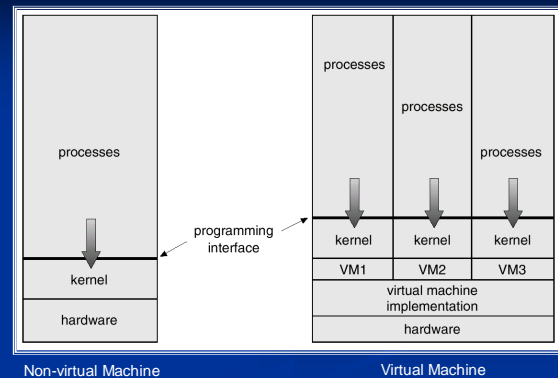 processes
programming
interface
kernel
hardware
processes
processes
processes
kernel
kernel
kernel
VM1
VM2
VM3
virtual machine
implementation
hardware
Non-virtual Machine
Virtual Machine